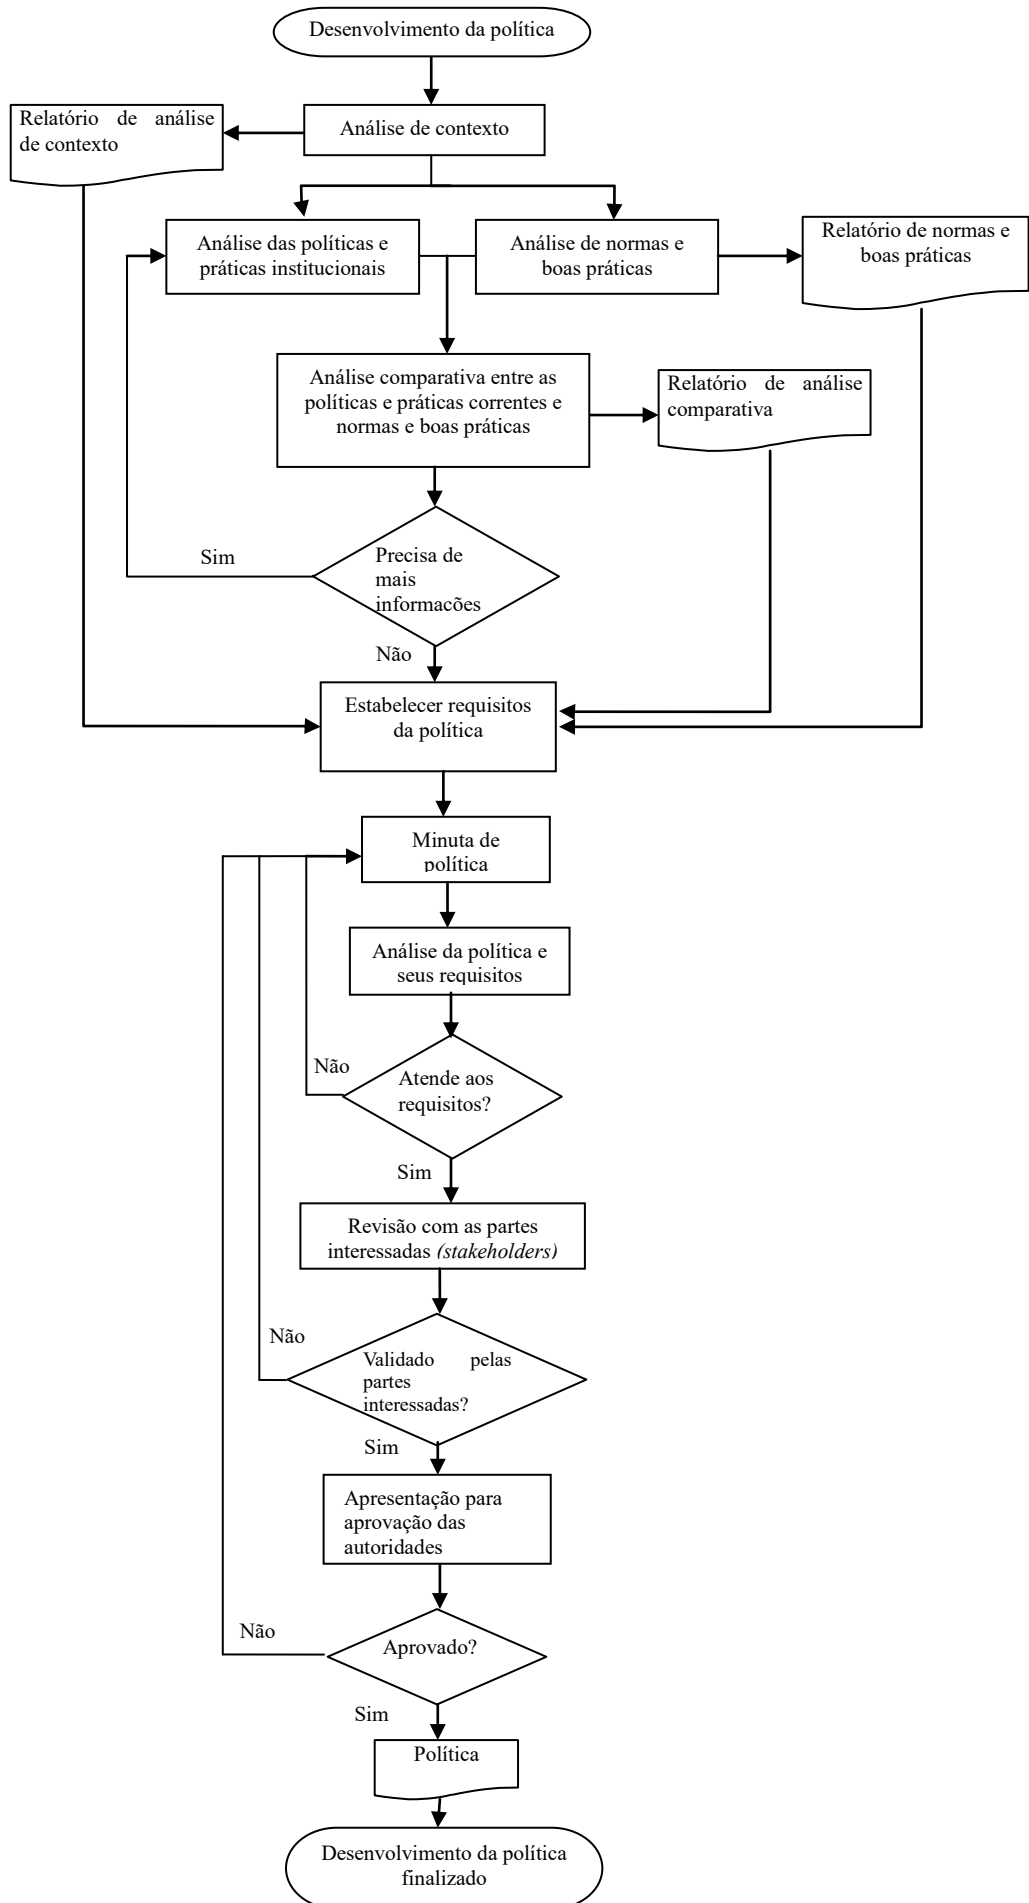 Desenvolvimento da política
Relatório de análise
de contexto
Análise de contexto
Análise das políticas e
práticas institucionais
Análise de normas e
boas práticas
Relatório de normas e
boas práticas
Análise comparativa entre as
políticas e práticas correntes e
normas e boas práticas
Relatório de análise
comparativa
Sim
Precisa de
mais
informacões
Não
Estabelecer requisitos
da política
Minuta de
política
Análise da política e
seus requisitos
Não
Atende aos
requisitos?
Sim
Revisão com as partes
interessadas (stakeholders)
Não
Validado pelas
partes
interessadas?
Sim
Apresentação para
aprovação das
autoridades
Não
Aprovado?
Sim
Política
Desenvolvimento da política
finalizado